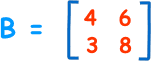 B = [ 4 6
3 8 ]